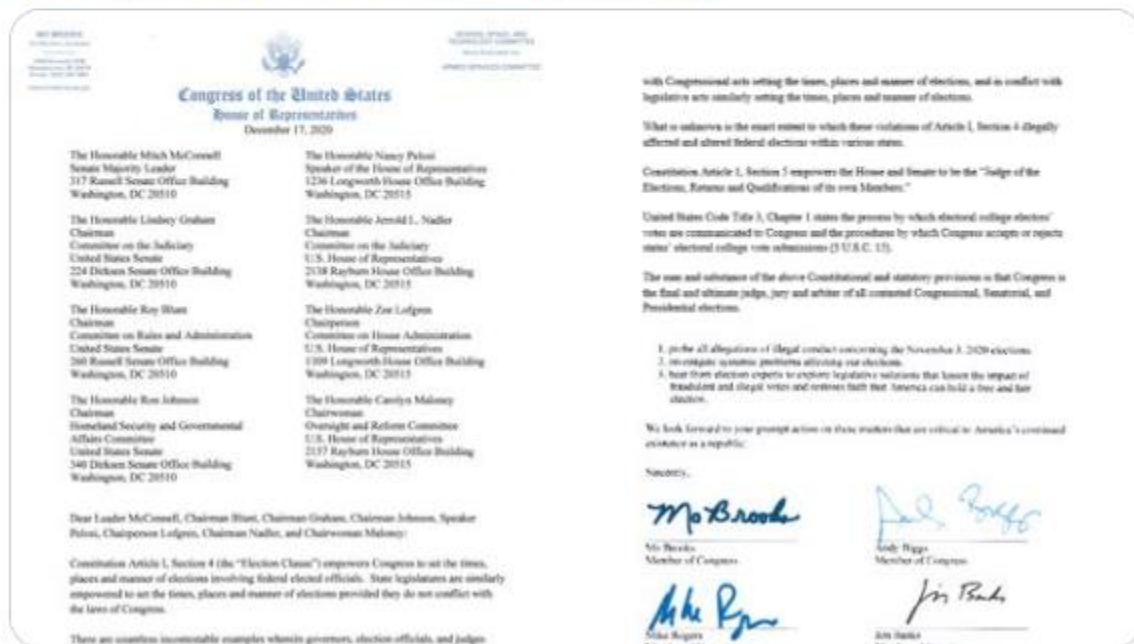 MO BROOKS
ARMED SERVICES COMMITTEE
Congress of the United States
House of Representatives
December 17, 2020
The Honorable Mitch McConnell
Senate Majority Leader
317 Russell Senate Office Building
Washington, DC 20510
The Honorable Nancy Pelosi
Speaker of the House of Representatives
1236 Longworth House Office Building
Washington, DC 20515
The Honorable Lindsey Graham
Chairman
Committee on the Judiciary
United States Senate
224 Dirksen Senate Office Building
Washington, DC 20510
The Honorable Jerrold L. Nadler
Chairman
Committee on the Judiciary
U.S. House of Representatives
2138 Rayburn House Office Building
Washington, DC 20515
The Honorable Roy Blunt
Chairman
Committee on Rules and Administration
United States Senate
260 Russell Senate Office Building
Washington, DC 20510
The Honorable Zoe Lofgren
Chairperson
Committee on House Administration
U.S. House of Representatives
Longworth House Office Building
Washington, DC 20515
The Honorable Ron Johnson
Chairman
Homeland Security and Governmental
Affairs Committee
United States Senate
340 Dirksen Senate Office Building
Washington, DC 20510
The Honorable Carolyn Maloney
Chairwoman
Oversight and Reform Committee
U.S. House of Representatives
2157 Rayburn House Office Building
Washington, DC 20515
Dear Leader McConnell, Chairman Blunt, Chairman Graham, Chairman Johnson, Speaker
Pelosi, Chairperson Lofgren, Chairman Nadler, and Chairwoman Maloney:
Constitution Article I, Section 4 (the "Election Clause") empowers Congress to set the times,
places and manner of elections involving federal elected officials. State legislatures are similarly
empowered to set the times, places and manner of elections provided they do not conflict with
the laws of Congress.
There are countless incontestable examples wherein governors, election officials, and judges
with Congressional acts setting the times, places and manner of elections, and in conflict with
legislative acts similarly setting the times, places and manner of elections.
What is unknown is the exact extent to which these violations of Article I, Section 4 illegally
affected and altered federal elections within various states.
Constitution Article 1, Section 5 empowers the House and Senate to be the "Judge of the
Elections, Returns and Qualifications of its own Members."
United States Code Title 3, Chapter 1 states the process by which electoral college electors'
votes are communicated to Congress and the procedures by which Congress accepts or rejects
states' electoral college vote submissions (3 U.S.C. 15).
The sum and substance of the above Constitutional and statutory provisions is that Congress is
the final and ultimate judge, jury and arbiter of all contested Congressional, Senatorial, and
Presidential elections.
1. probe all allegations of illegal conduct concerning the November 3, 2020 elections.
2. investigate systemic problems affecting our elections.
3. hear from election experts to explore legislative solutions that lessen the impact of
fraudulent and illegal votes and restores faith that America can hold a free and fair
election.
We look forward to your prompt action on these matters that are critical to America's continued
existence as a republic.
Sincerely,
Mo Brooks
Mo Brooks
Member of Congress
Andy Biggs
Member of Congress
Mike Rogers
Mike Rogers
Jim Banks
Jim Banks